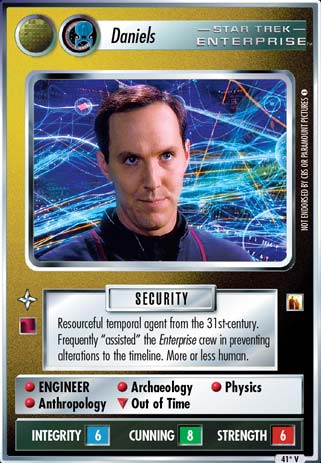 Daniels
STAR TREK
ENTERPRISE™
NOT ENDORSED BY CBS OR PARAMOUNT PICTURES
SECURITY
Resourceful temporal agent from the 31st-century.
Frequently "assisted" the Enterprise crew in preventing
alterations to the timeline. More or less human.
ENGINEER Archaeology Physics
Anthropology Out of Time
INTEGRITY 6 CUNNING 8 STRENGTH 6
41* V